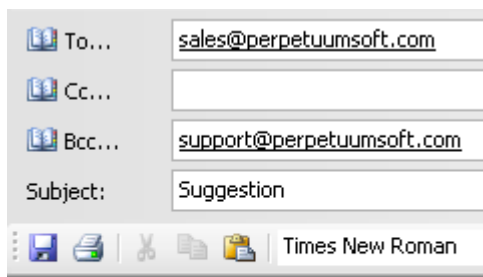 To... sales@perpetuumsoft.com
Cc...
Bcc... support@perpetuumsoft.com
Subject: Suggestion
Times New Roman